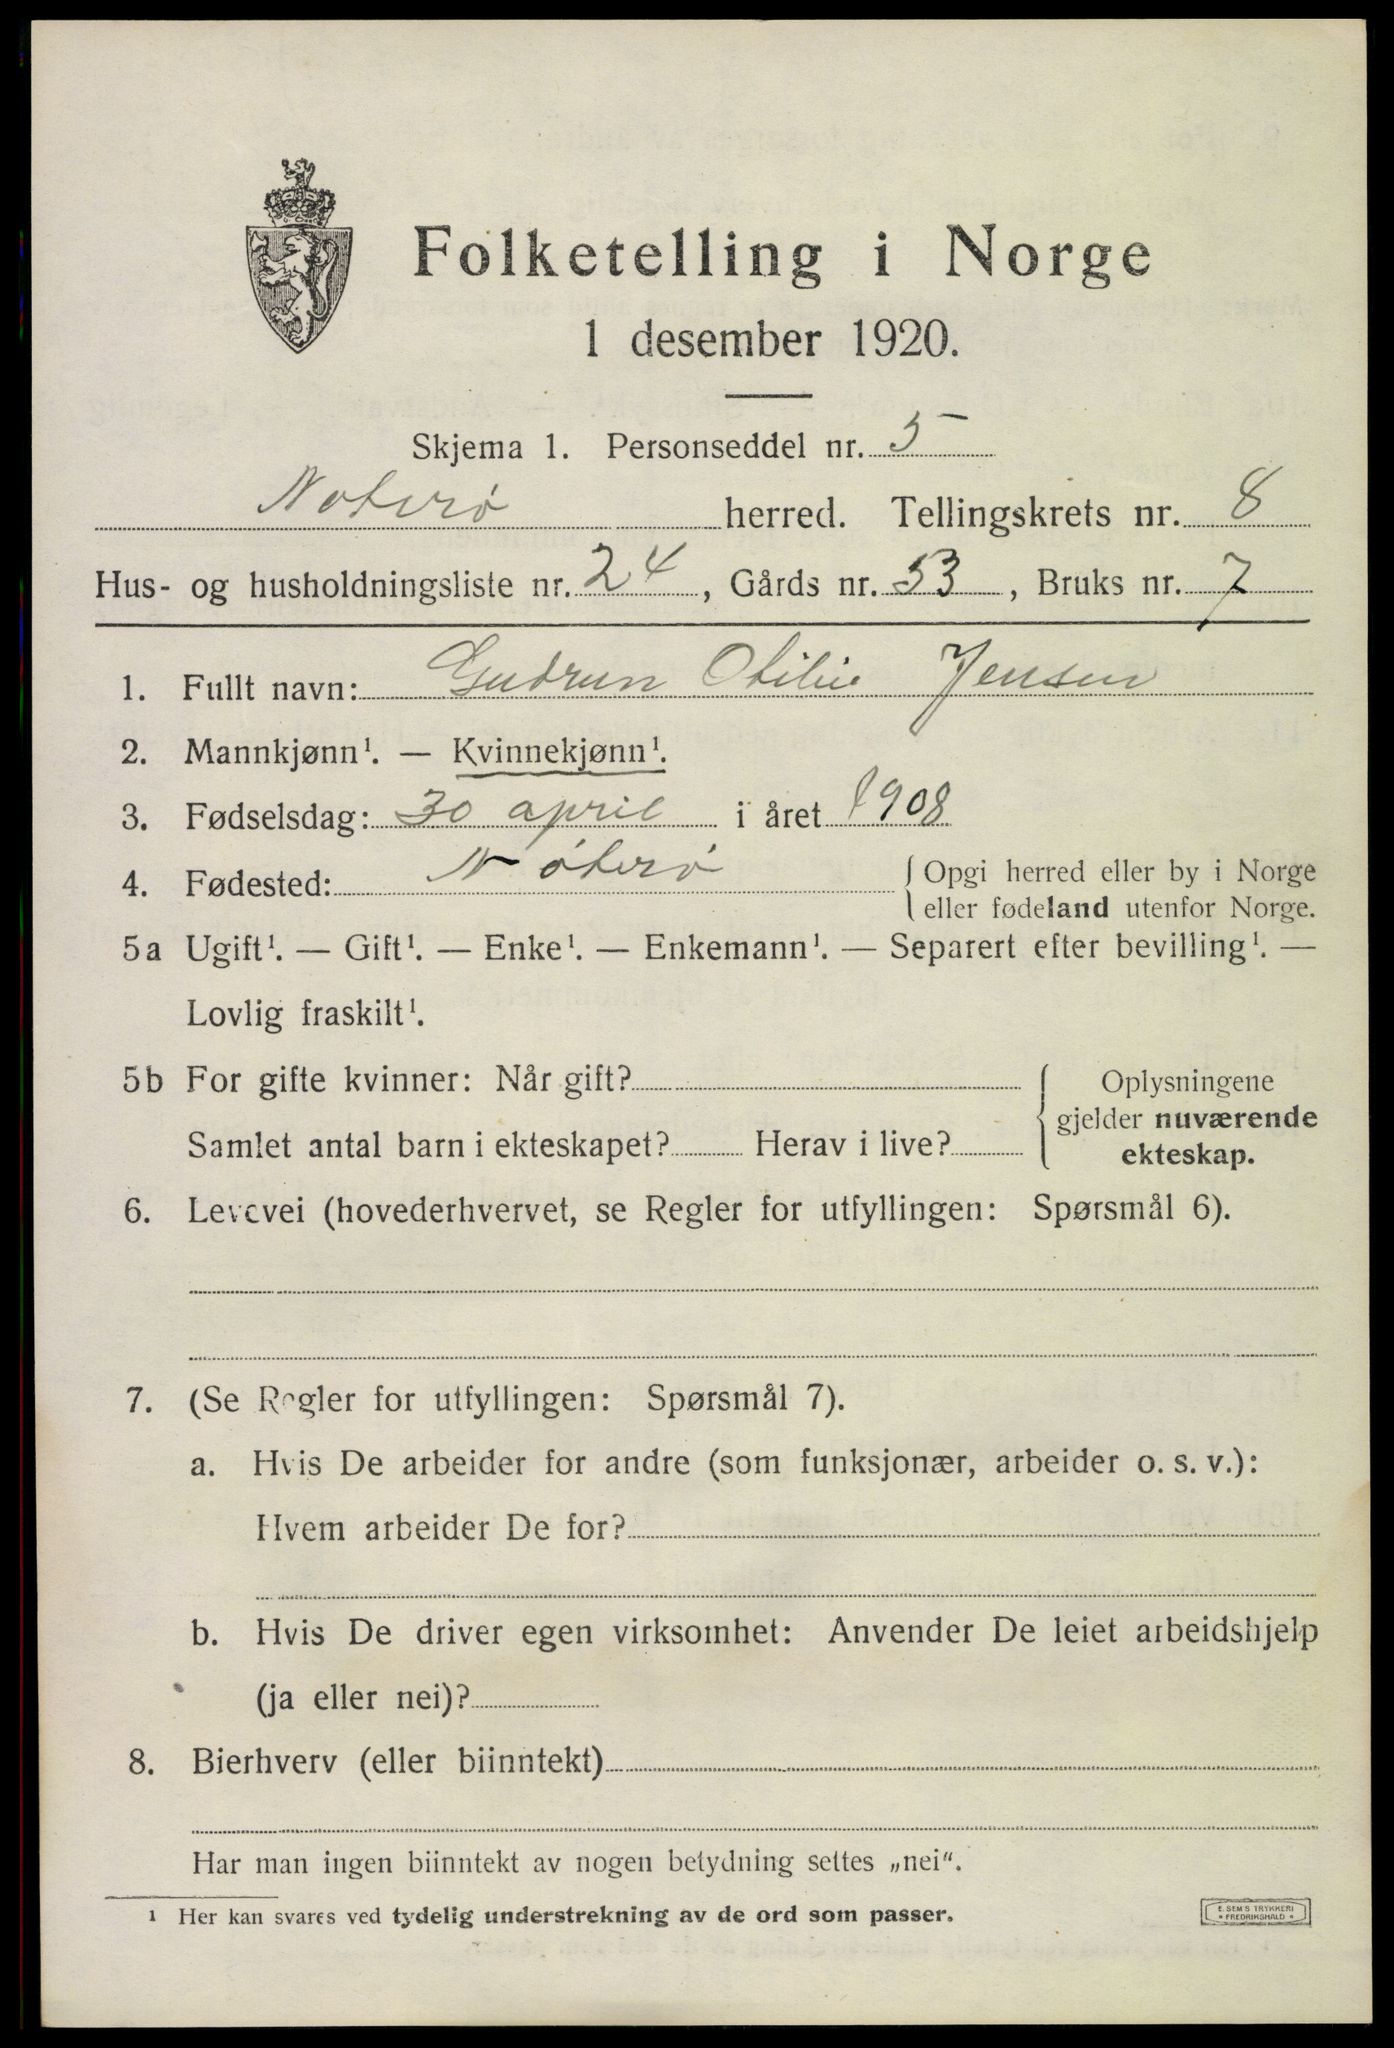 Folketelling i Norge
1 desember 1920.
Skjema 1. Personseddel nr. 5
Nøterø herred. Tellingskrets nr. 8
Hus- og husholdningsliste nr. 24, Gårds nr. 53, Bruks nr. 7
1. Fullt navn: Gudrun Otilie Jensen
2. Mannkjønn¹. — Kvinnekjønn¹.
3. Fødselsdag: 30 april i året 1908
4. Fødested: Nøterø { Opgi herred eller by i Norge
eller fødeland utenfor Norge.
5a Ugift¹. — Gift¹. — Enke¹. — Enkemann¹. — Separert efter bevilling¹. —
Lovlig fraskilt¹.
5b For gifte kvinner: Når gift?
Samlet antal barn i ekteskapet? Herav i live?
{ Oplysningene
gjelder nuværende
ekteskap.
6. Levevei (hovederhvervet, se Regler for utfyllingen: Spørsmål 6).
7. (Se Regler for utfyllingen: Spørsmål 7).
a. Hvis De arbeider for andre (som funksjonær, arbeider o. s. v.):
Hvem arbeider De for?
b. Hvis De driver egen virksomhet: Anvender De leiet arbeidshjelp
(ja eller nei)?
8. Bierhverv (eller biinntekt)
Har man ingen biinntekt av nogen betydning settes „nei“.
¹ Her kan svares ved tydelig understrekning av de ord som passer.
E. SEM'S TRYKKERI
* FREDRIKSHALD *